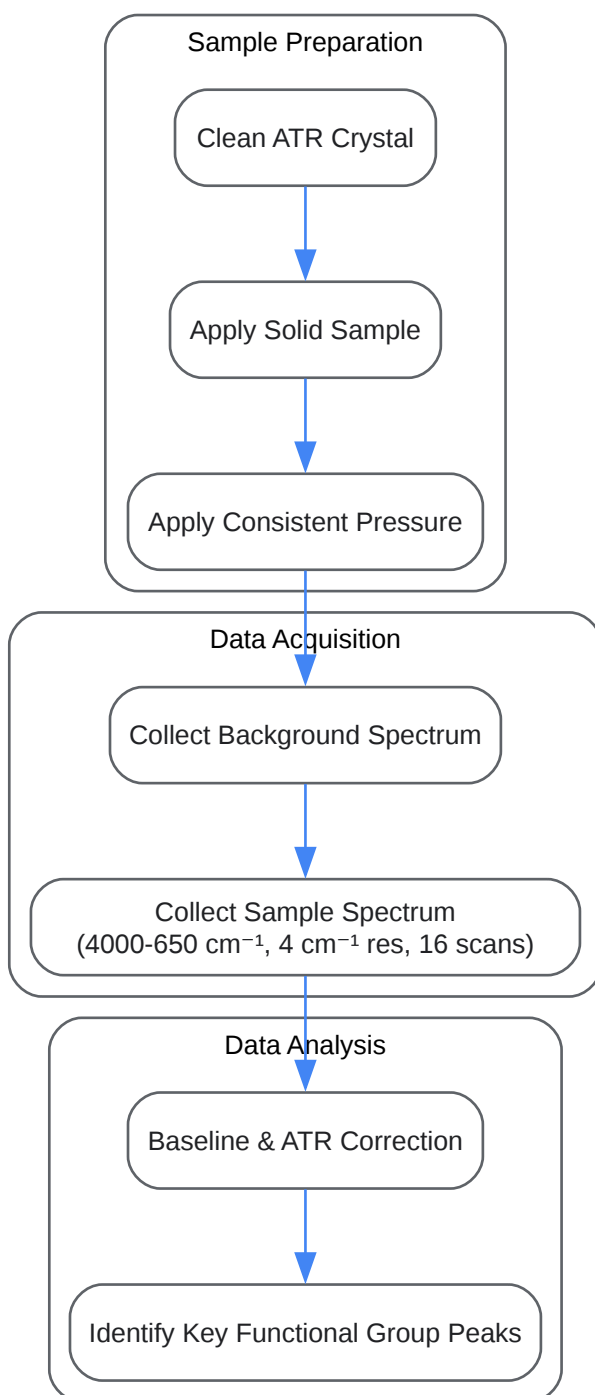 Sample Preparation
Clean ATR Crystal
Apply Solid Sample
Apply Consistent Pressure
Data Acquisition
Collect Background Spectrum
Collect Sample Spectrum
(4000-650 cm⁻¹, 4 cm⁻¹ res, 16 scans)
Data Analysis
Baseline & ATR Correction
Identify Key Functional Group Peaks